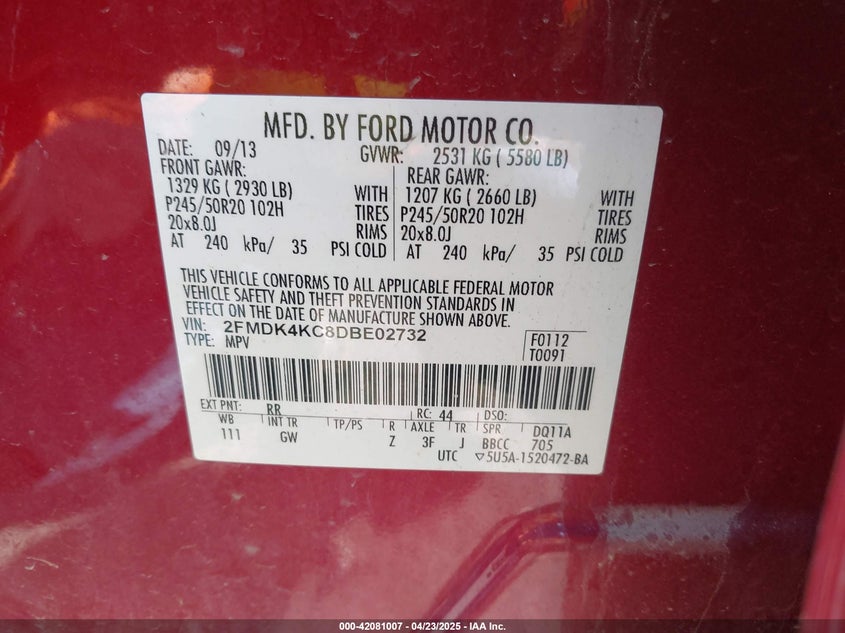 MFD. BY FORD MOTOR CO.
DATE: 09/13 GVWR: 2531 KG ( 5580 LB)
FRONT GAWR: REAR GAWR:
1329 KG ( 2930 LB) WITH 1207 KG ( 2660 LB) WITH
P245/50R20 102H TIRES P245/50R20 102H TIRES
20x8.0J RIMS 20x8.0J RIMS
AT 240 kPa/ 35 PSI COLD AT 240 kPa/ 35 PSI COLD
THIS VEHICLE CONFORMS TO ALL APPLICABLE FEDERAL MOTOR
VEHICLE SAFETY AND THEFT PREVENTION STANDARDS IN
EFFECT ON THE DATE OF MANUFACTURE SHOWN ABOVE.
VIN: 2FMDK4KC8DBE02732 F0112
TYPE: MPV T0091
EXT PNT: RR RC: 44 DSO:
WB INT TR TP/PS R AXLE TR SPR DQ11A
111 GW Z 3F J BBCC 705
UTC ▽5U5A-1520472-BA
000-42081007 - 04/23/2025 - IAA Inc.